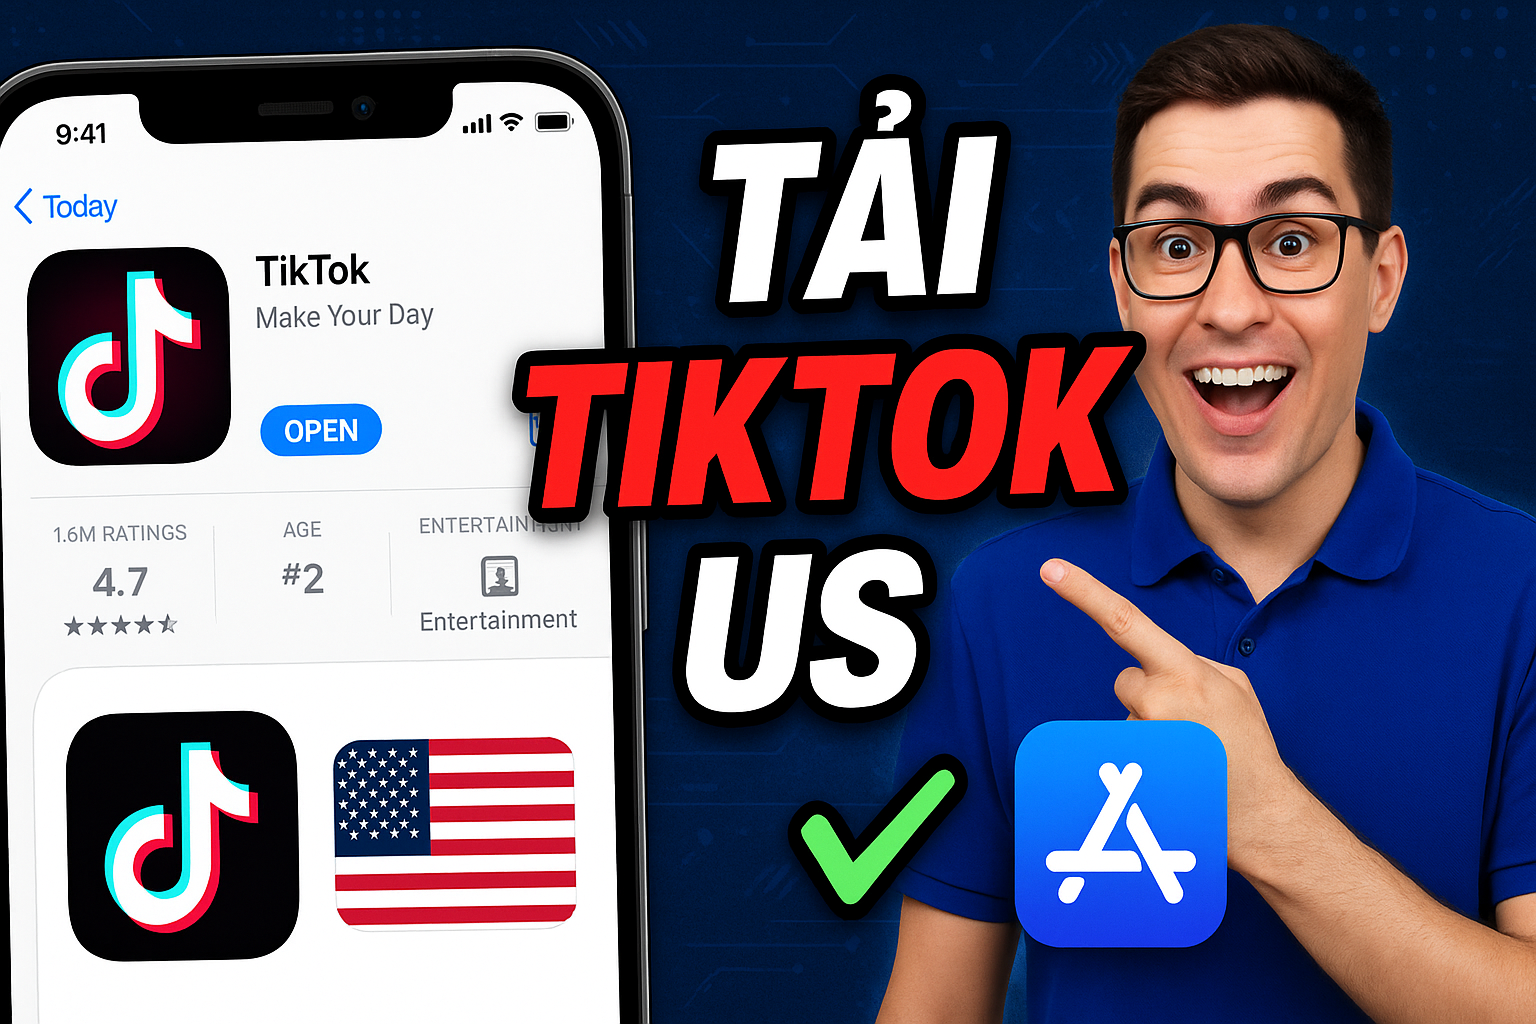 9:41
Today
TikTok
Make Your Day
OPEN
1.6M RATINGS
4.7
AGE
#2
Entertainment
TẢI
TIKTOK
US